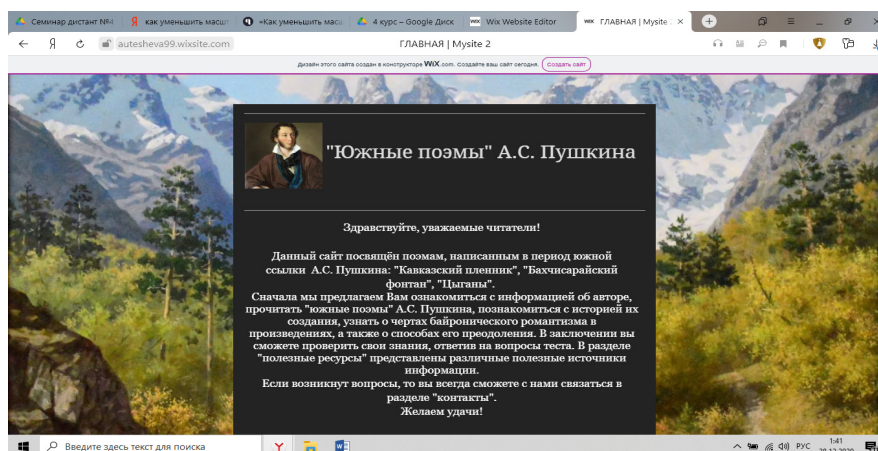 Семинар дистант №4
как уменьшить масш
«Как уменьшить масш
4 курс – Google Диск
Wix Website Editor
ГЛАВНАЯ | Mysite
autesheva99.wixsite.com
ГЛАВНАЯ | Mysite 2
Дизайн этого сайта создан в конструкторе WiX.com. Создайте ваш сайт сегодня. Создать сайт
"Южные поэмы" А.С. Пушкина
Здравствуйте, уважаемые читатели!
Данный сайт посвящён поэмам, написанным в период южной
ссылки А.С. Пушкина: "Кавказский пленник", "Бахчисарайский
фонтан", "Цыганы".
Сначала мы предлагаем Вам ознакомиться с информацией об авторе,
прочитать "южные поэмы" А.С. Пушкина, познакомиться с историей их
создания, узнать о чертах байронического романтизма в
произведениях, а также о способах его преодоления. В заключении вы
сможете проверить свои знания, ответив на вопросы теста. В разделе
"полезные ресурсы" представлены различные полезные источники
информации.
Если возникнут вопросы, то вы всегда сможете с нами связаться в
разделе "контакты".
Желаем удачи!
Введите здесь текст для поиска
РУС
1:41